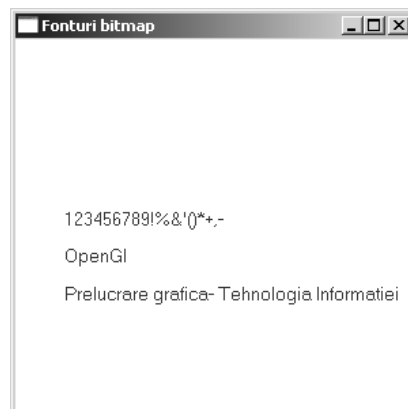 Fonturi bitmap
123456789!%&'()*+,-
OpenGl
Prelucrare grafica- Tehnologia Informatiei